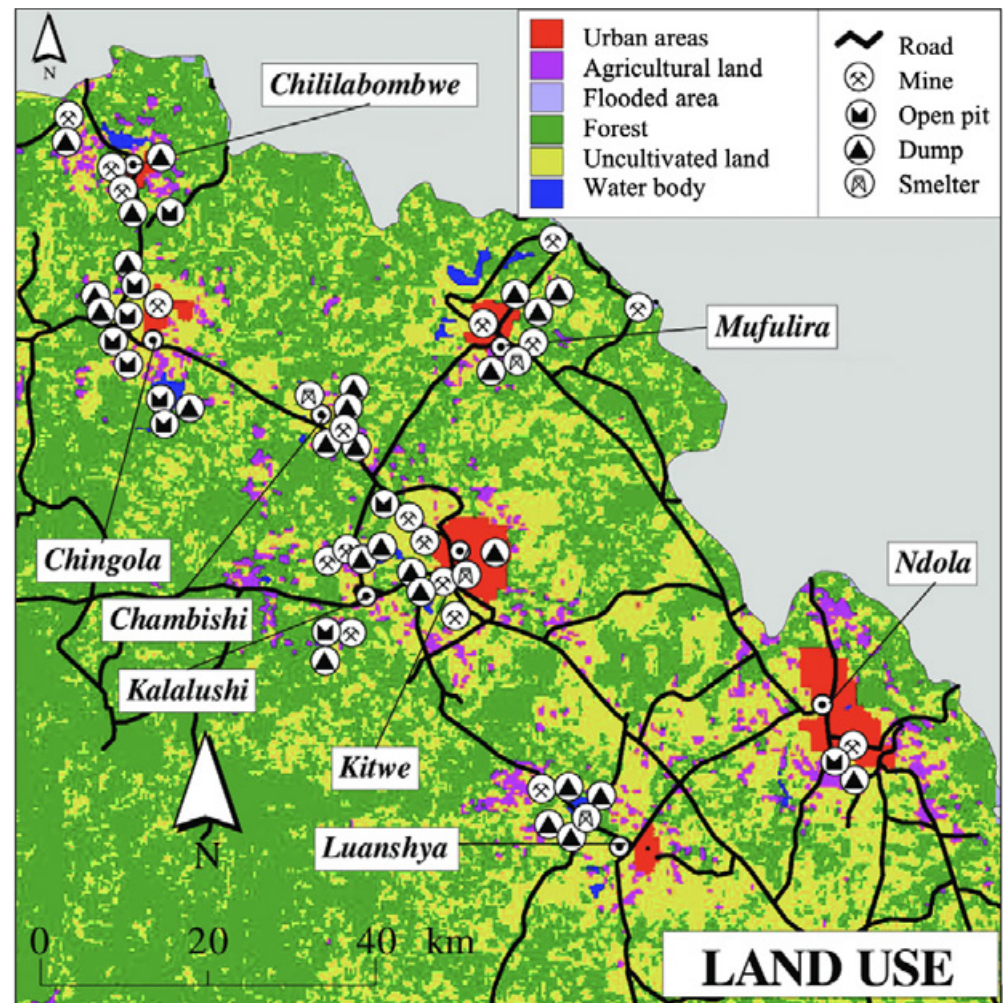 N
Urban areas
Agricultural land
Flooded area
Forest
Uncultivated land
Water body
Road
Mine
Open pit
Dump
Smelter
Chililabombwe
Mufulira
Chingola
Ndola
Chambishi
Kalalushi
Kitwe
Luanshya
N
0 20 40 km
LAND USE